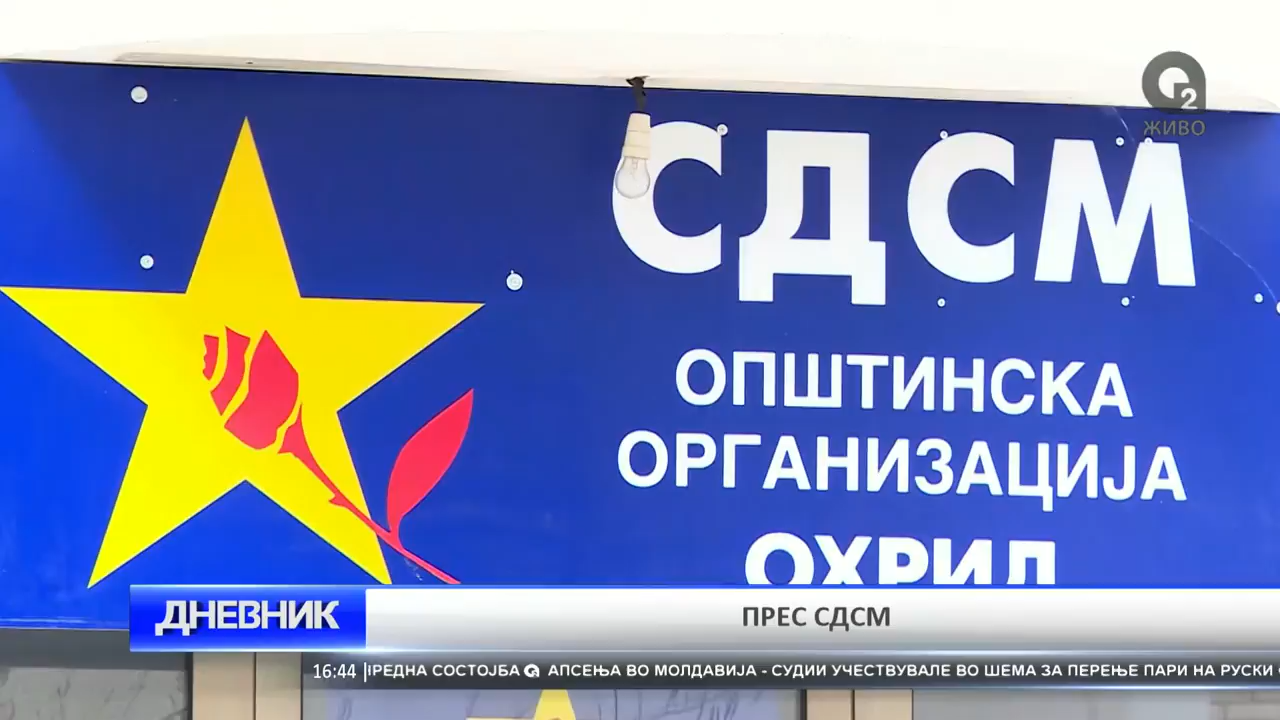 2
ЖИВО
СДСМ
ОПШТИНСКА
ОРГАНИЗАЦИЈА
ОХРИД
ДНЕВНИК
ПРЕС СДСМ
16:44
СОСТОЈБА АПСЕЊА ВО МОЛДАВИЈА - СУДИИ УЧЕСТВУВАЛЕ ВО ШЕМА ЗА ПЕРЕЊЕ ПАРИ НА РУСКИ